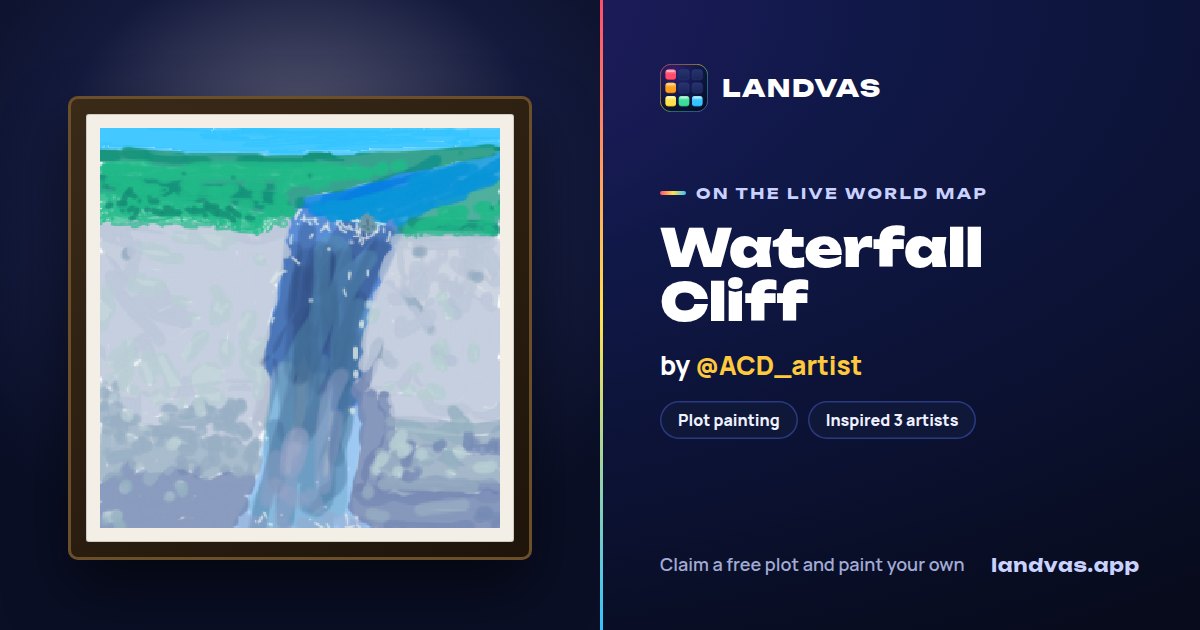 LANDVAS
ON THE LIVE WORLD MAP
Waterfall
Cliff
by @ACD_artist
Plot painting
Inspired 3 artists
Claim a free plot and paint your own
landvas.app